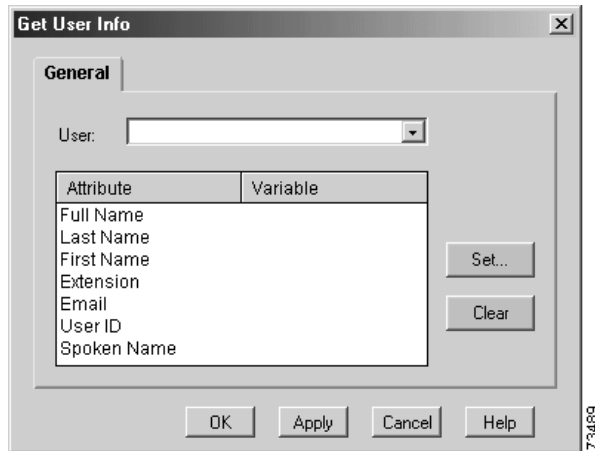 Get User Info
General
User:
Attribute Variable
Full Name
Last Name
First Name
Extension
Email
User ID
Spoken Name
Set...
Clear
OK Apply Cancel Help
73489